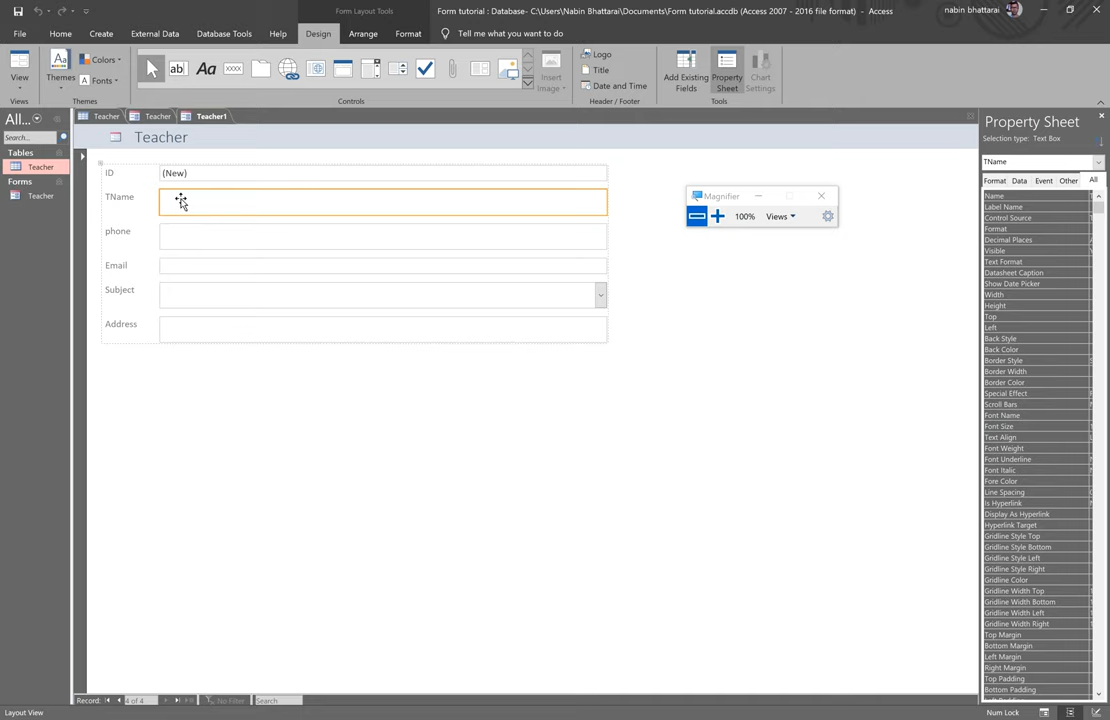 Form Layout Tools
Form tutorial : Database- C:\Users\Nabin Bhattarai\Documents\Form tutorial.accdb (Access 2007 - 2016 file format) - Access
nabin bhattarai
File Home Create External Data Database Tools Help Design Arrange Format Tell me what you want to do
View
Views
Aa
Themes
Colors
Fonts
Themes
ab
Aa
XXXX
Controls
Insert
Image
Logo
Title
Date and Time
Header / Footer
Add Existing
Fields
Property
Sheet
Chart
Settings
Tools
All...
Search...
Tables
Teacher
Forms
Teacher
Teacher Teacher Teacher1
Teacher
ID (New)
TName
phone
Email
Subject
Address
Magnifier
100% Views
Property Sheet
Selection type: Text Box
TName
Format Data Event Other All
Name
Label Name
Control Source
Format
Decimal Places
Visible
Text Format
Datasheet Caption
Show Date Picker
Width
Height
Top
Left
Back Style
Back Color
Border Style
Border Width
Border Color
Special Effect
Scroll Bars
Font Name
Font Size
Text Align
Font Weight
Font Underline
Font Italic
Fore Color
Line Spacing
Is Hyperlink
Display As Hyperlink
Hyperlink Target
Gridline Style Top
Gridline Style Bottom
Gridline Style Left
Gridline Style Right
Gridline Color
Gridline Width Top
Gridline Width Bottom
Gridline Width Left
Gridline Width Right
Top Margin
Bottom Margin
Left Margin
Right Margin
Top Padding
Bottom Padding
Record: 4 of 4 No Filter Search
Layout View
Num Lock